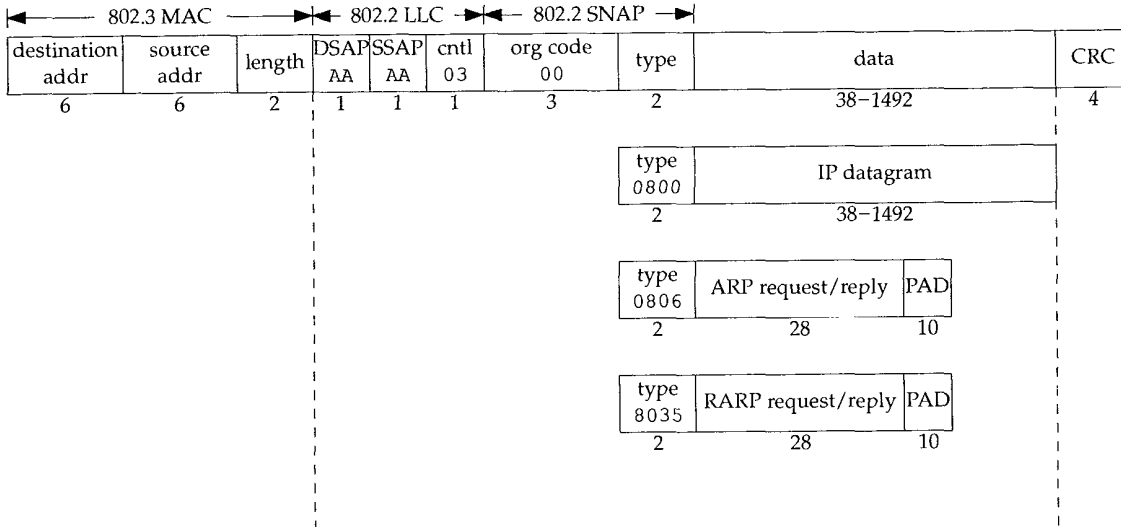 802.3 MAC 802.2 LLC 802.2 SNAP
destination addr source addr length DSAP AA SSAP AA cntl 03 org code 00 type data CRC
6 6 2 1 1 1 3 2 38–1492 4
type 0800 IP datagram
2 38–1492
type 0806 ARP request/reply PAD
2 28 10
type 8035 RARP request/reply PAD
2 28 10